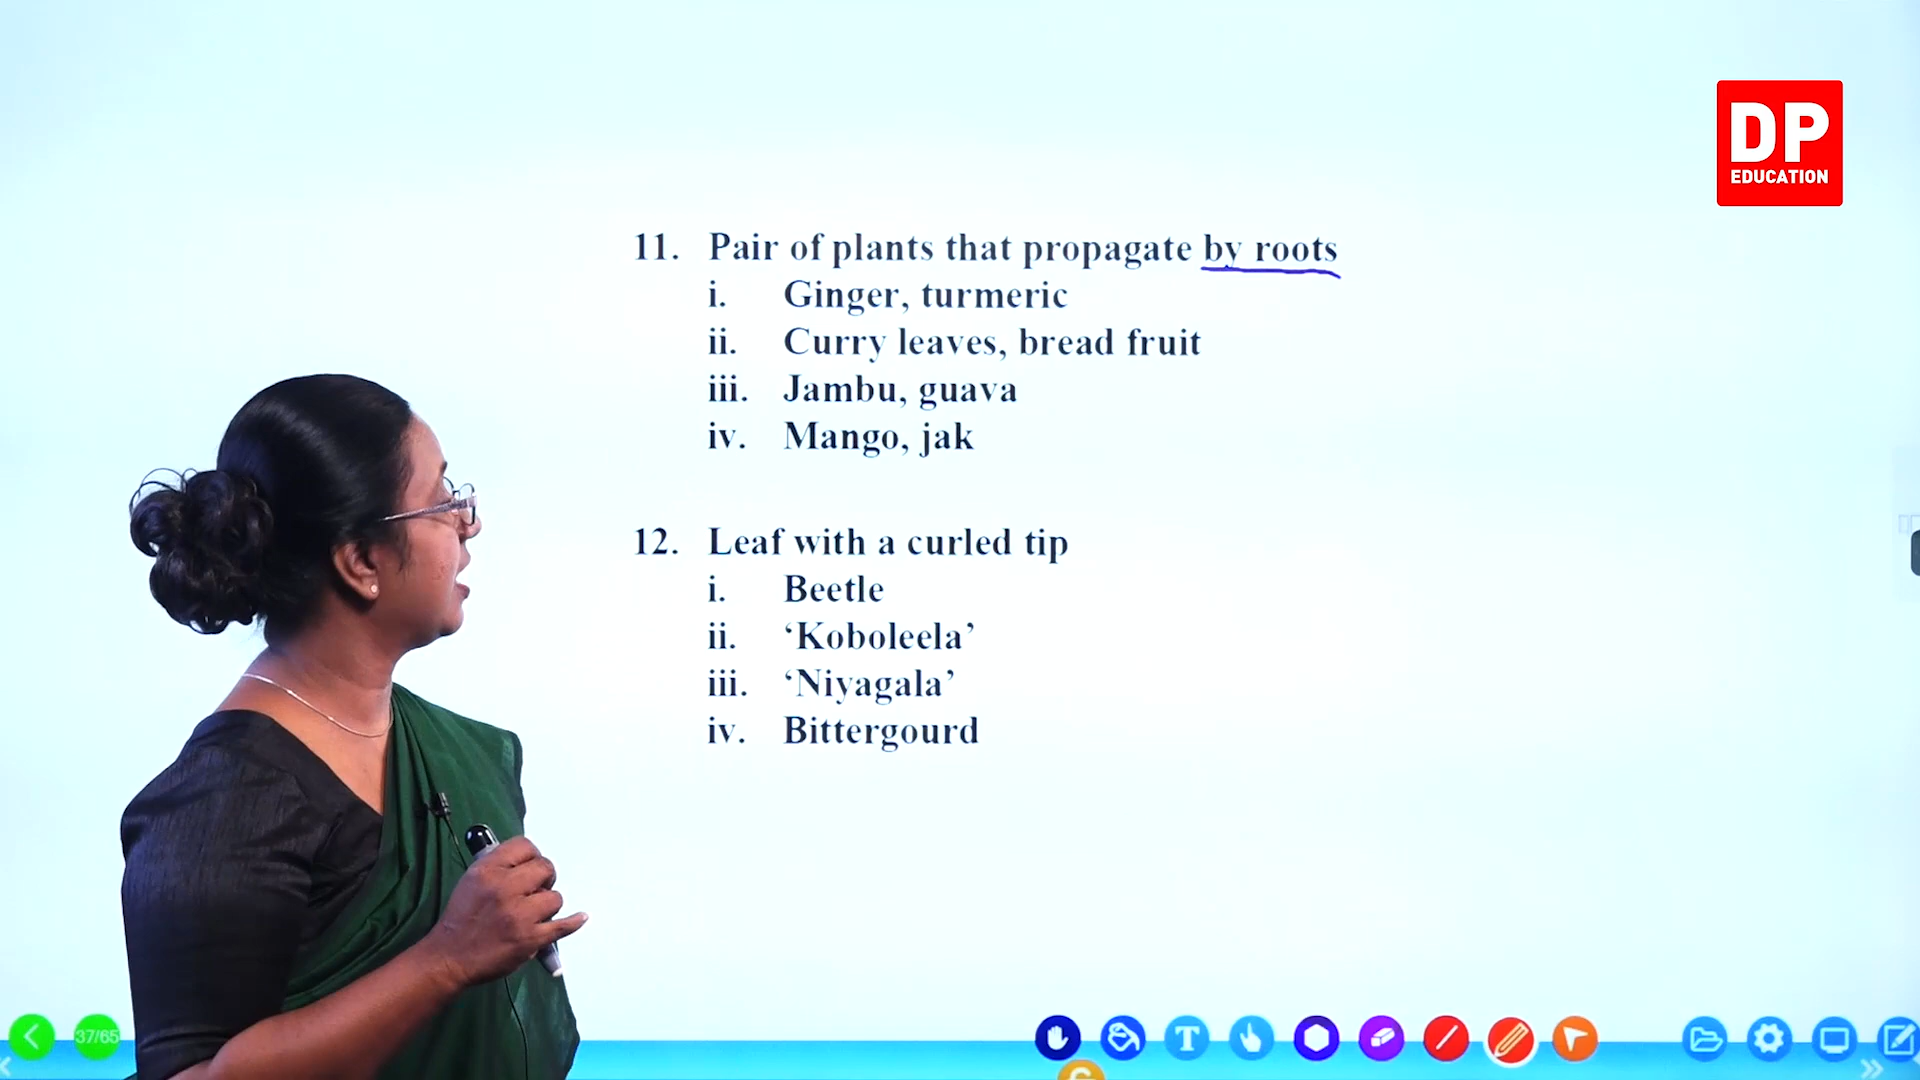 DP
EDUCATION
11. Pair of plants that propagate by roots
i. Ginger, turmeric
ii. Curry leaves, bread fruit
iii. Jambu, guava
iv. Mango, jak
12. Leaf with a curled tip
i. Beetle
ii. ‘Koboleela’
iii. ‘Niyagala’
iv. Bittergourd
37/65
T